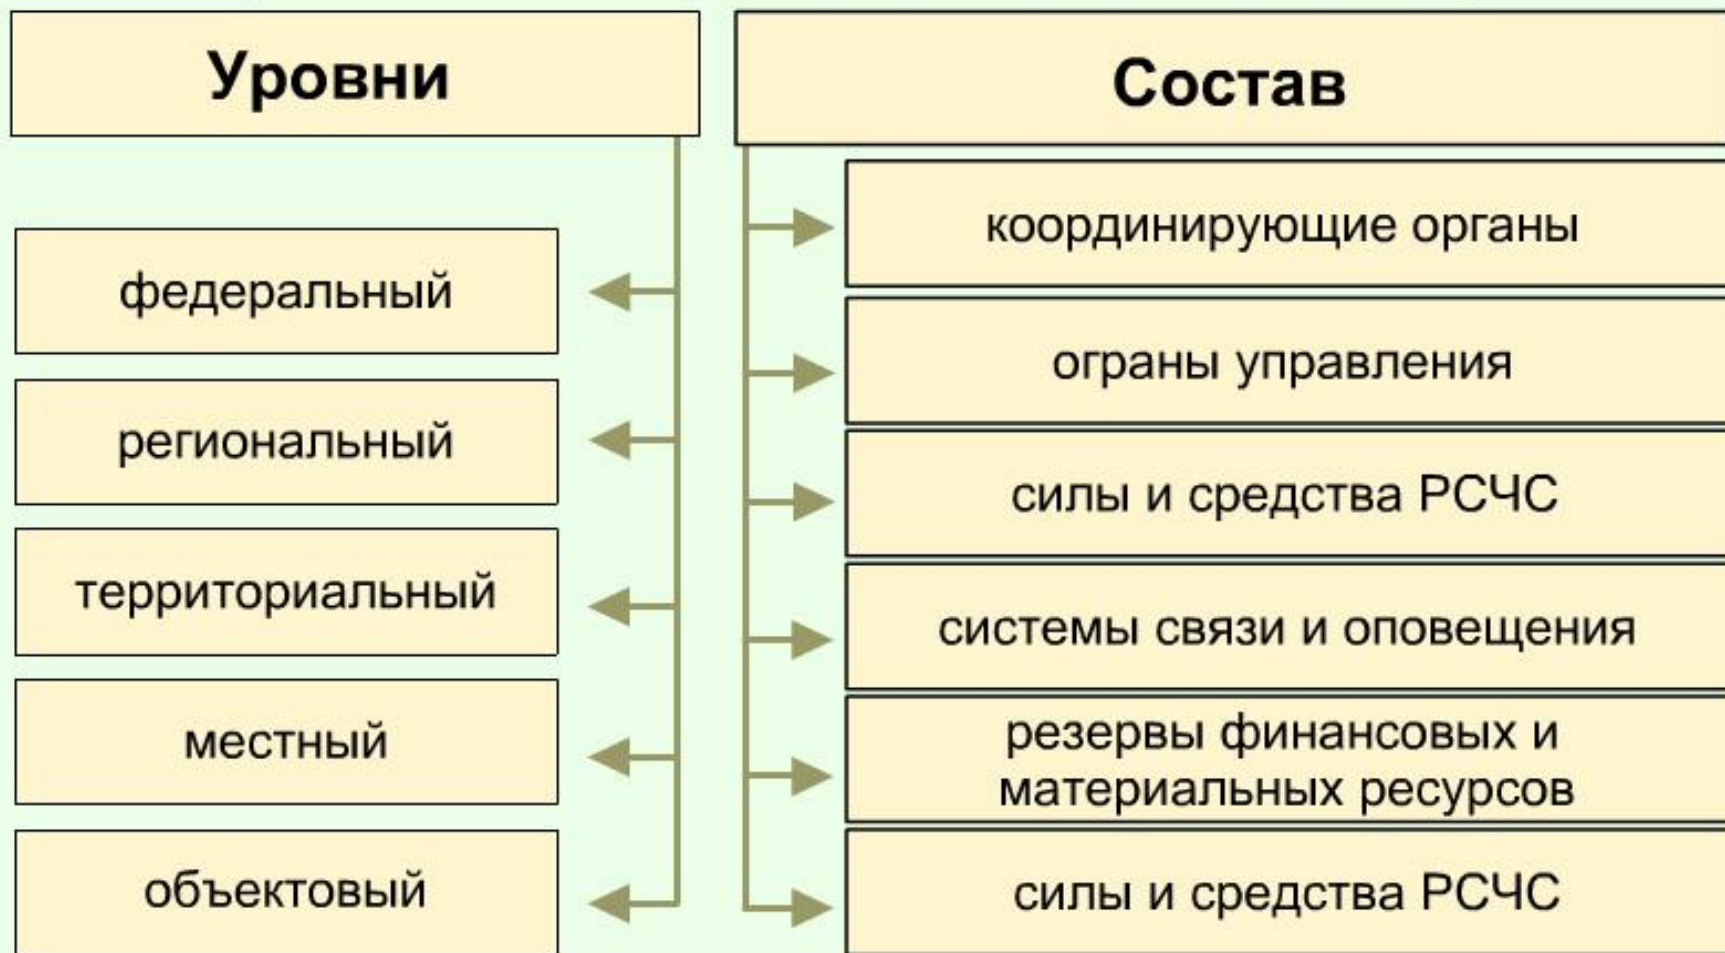 Уровни
федеральный
региональный
территориальный
местный
объектовый
Состав
координирующие органы
ограны управления
силы и средства РСЧС
системы связи и оповещения
резервы финансовых и
материальных ресурсов
силы и средства РСЧС